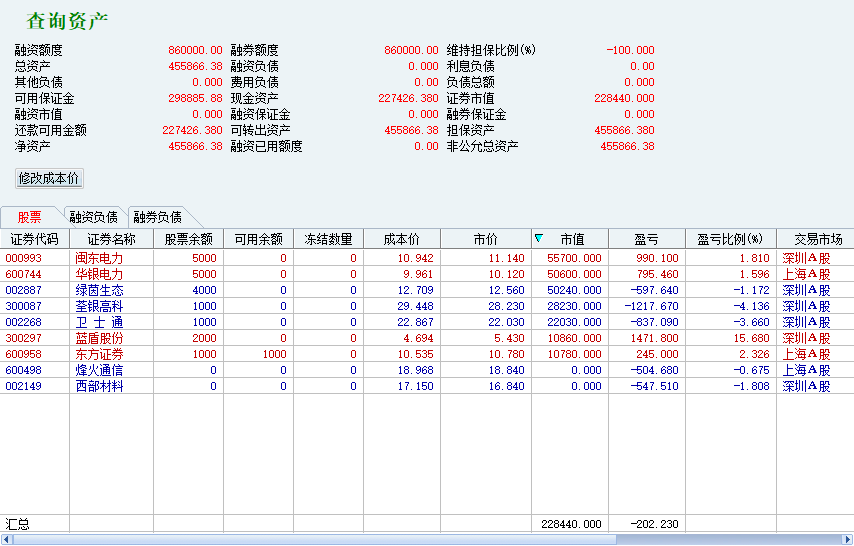 查询资产
融资额度 860000.00 融券额度 860000.00 维持担保比例(%) -100.000
总资产 455866.38 融资负债 0.000 利息负债 0.00
其他负债 0.000 费用负债 0.00 负债总额 0.000
可用保证金 298885.88 现金资产 227426.380 证券市值 228440.000
融资市值 0.000 融资保证金 0.000 融券保证金 0.000
还款可用金额 227426.380 可转出资产 455866.38 担保资产 455866.380
净资产 455866.38 融资已用额度 0.00 非公允总资产 455866.38
修改成本价
股票 融资负债 融券负债
证券代码 证券名称 股票余额 可用余额 冻结数量 成本价 市价 市值 盈亏 盈亏比例(%) 交易市场
000993 闽东电力 5000 0 0 10.942 11.140 55700.000 990.100 1.810 深圳A股
600744 华银电力 5000 0 0 9.961 10.120 50600.000 795.460 1.596 上海A股
002887 绿茵生态 4000 0 0 12.709 12.560 50240.000 -597.640 -1.172 深圳A股
300087 荃银高科 1000 0 0 29.448 28.230 28230.000 -1217.670 -4.136 深圳A股
002268 卫 士 通 1000 0 0 22.867 22.030 22030.000 -837.090 -3.660 深圳A股
300297 蓝盾股份 2000 0 0 4.694 5.430 10860.000 1471.800 15.680 深圳A股
600958 东方证券 1000 1000 0 10.535 10.780 10780.000 245.000 2.326 上海A股
600498 烽火通信 0 0 0 18.968 18.840 0.000 -504.680 -0.675 上海A股
002149 西部材料 0 0 0 17.150 16.840 0.000 -547.510 -1.808 深圳A股
汇总 228440.000 -202.230